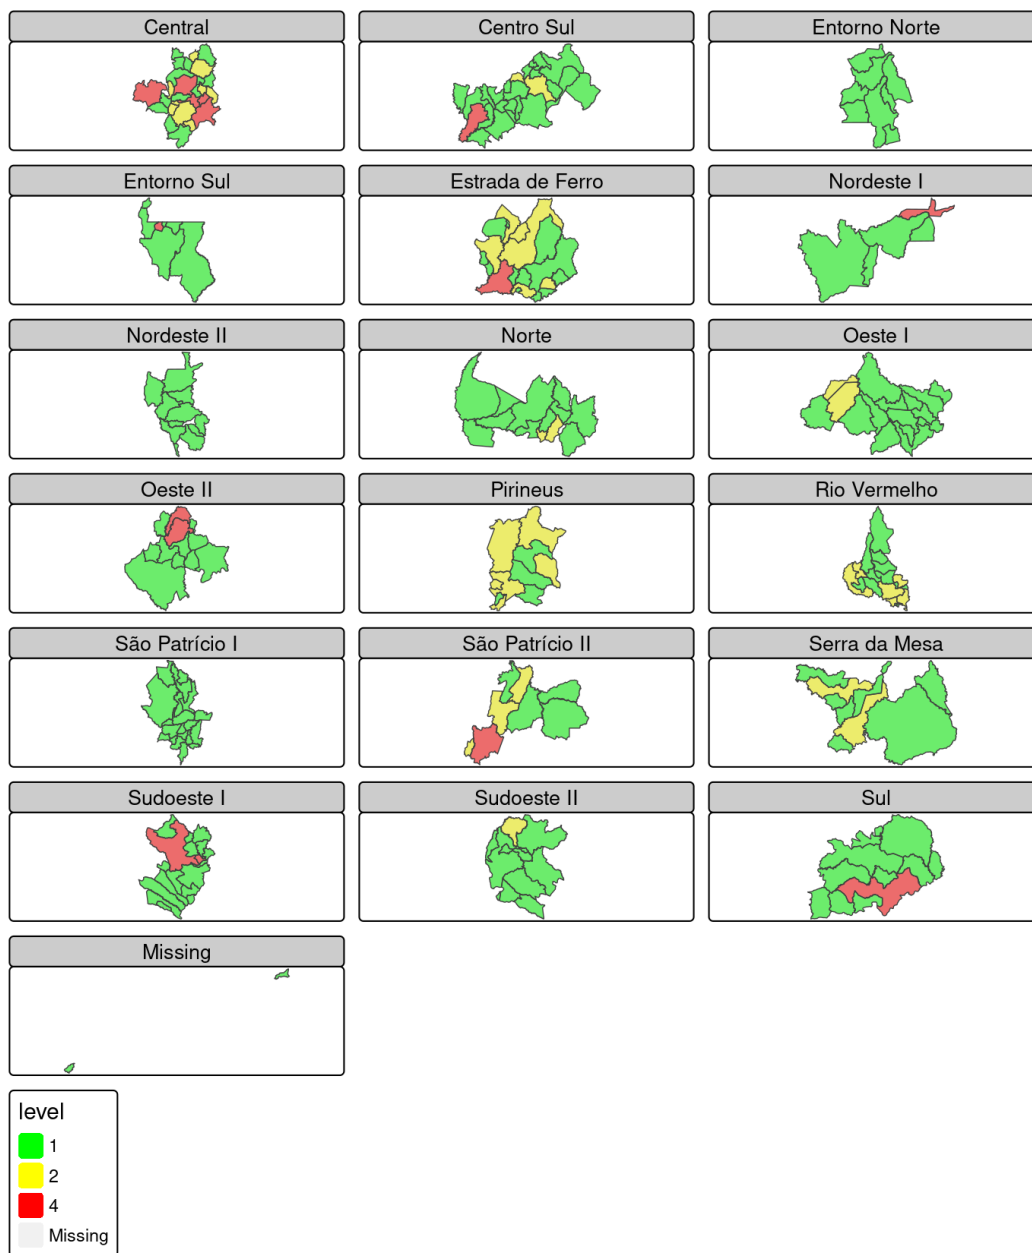 Central
Centro Sul
Entorno Norte
Entorno Sul
Estrada de Ferro
Nordeste I
Nordeste II
Norte
Oeste I
Oeste II
Pirineus
Rio Vermelho
São Patrício I
São Patrício II
Serra da Mesa
Sudoeste I
Sudoeste II
Sul
Missing
level
1
2
4
Missing